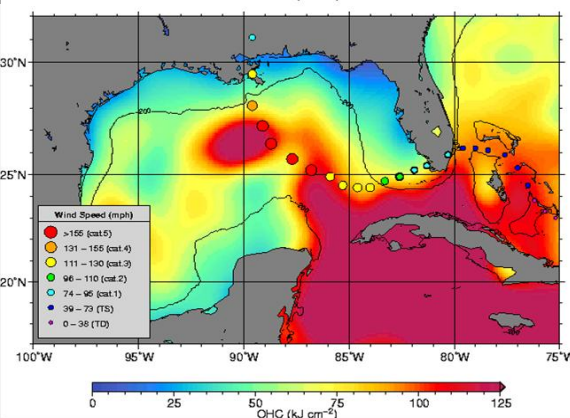 30°N
25°N
20°N
200
Wind Speed (mph)
>155 (cat.5)
131 – 155 (cat.4)
111 – 130 (cat.3)
96 – 110 (cat.2)
74 – 95 (cat.1)
39 – 73 (TS)
0 – 38 (TD)
100°W 95°W 90°W 85°W 80°W 75°W
0 25 50 75 100 125
OHC (kJ cm⁻²)